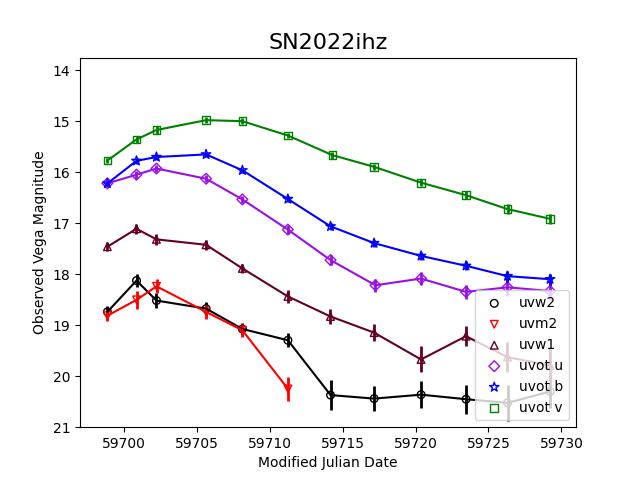 SN2022ihz
Observed Vega Magnitude
14
15
16
17
18
19
20
21
59700
59705
59710
59715
59720
59725
59730
Modified Julian Date
uvw2
uvm2
uvw1
uvot u
uvot b
uvot v